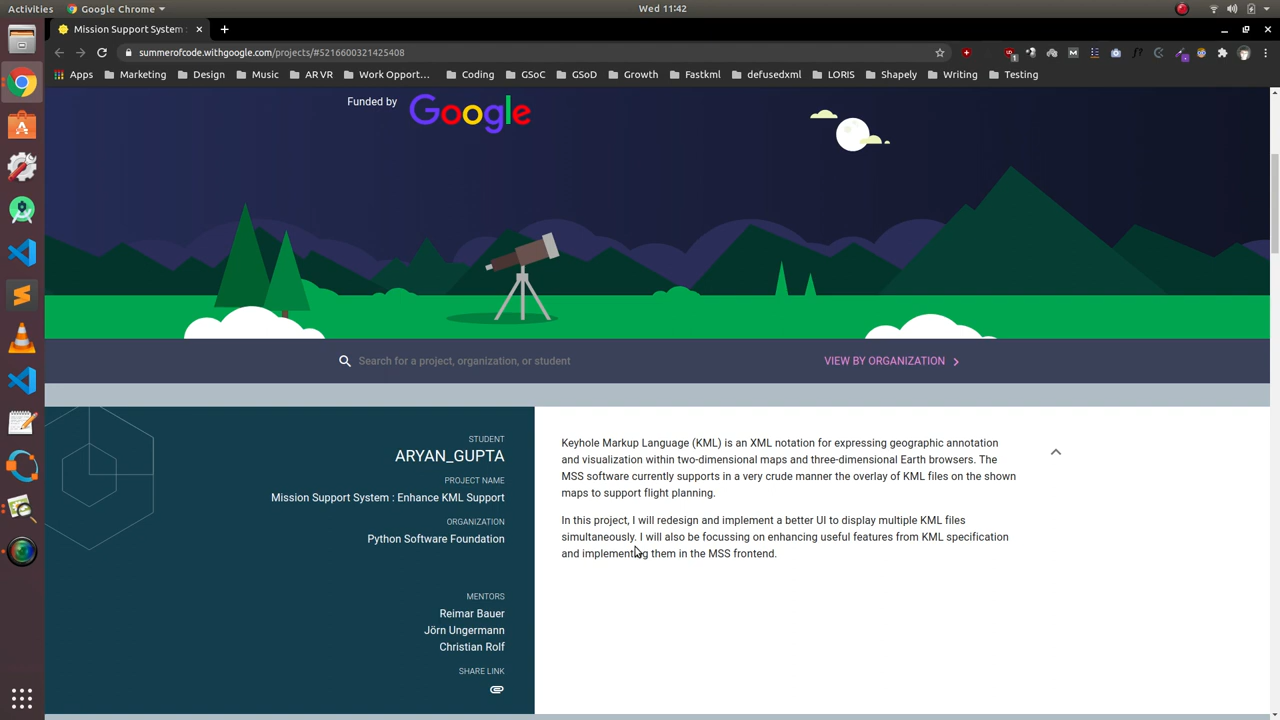 Activities
Google Chrome
Wed 11:42
Mission Support System :
summerofcode.withgoogle.com/projects/#5216600321425408
Apps
Marketing
Design
Music
AR VR
Work Opport…
Coding
GSoC
GSoD
Growth
Fastkml
defusedxml
LORIS
Shapely
Writing
Testing
Funded by
Google
Search for a project, organization, or student
VIEW BY ORGANIZATION
STUDENT
ARYAN_GUPTA
PROJECT NAME
Mission Support System : Enhance KML Support
ORGANIZATION
Python Software Foundation
MENTORS
Reimar Bauer
Jörn Ungermann
Christian Rolf
SHARE LINK
Keyhole Markup Language (KML) is an XML notation for expressing geographic annotation
and visualization within two-dimensional maps and three-dimensional Earth browsers. The
MSS software currently supports in a very crude manner the overlay of KML files on the shown
maps to support flight planning.
In this project, I will redesign and implement a better UI to display multiple KML files
simultaneously. I will also be focussing on enhancing useful features from KML specification
and implementing them in the MSS frontend.